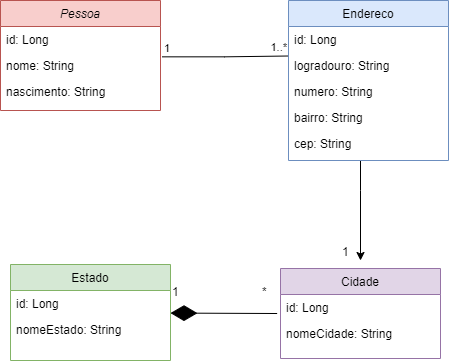 Pessoa
id: Long
nome: String
nascimento: String
1
1..*
Endereco
id: Long
logradouro: String
numero: String
bairro: String
cep: String
1
Estado
id: Long
nomeEstado: String
1
*
Cidade
id: Long
nomeCidade: String